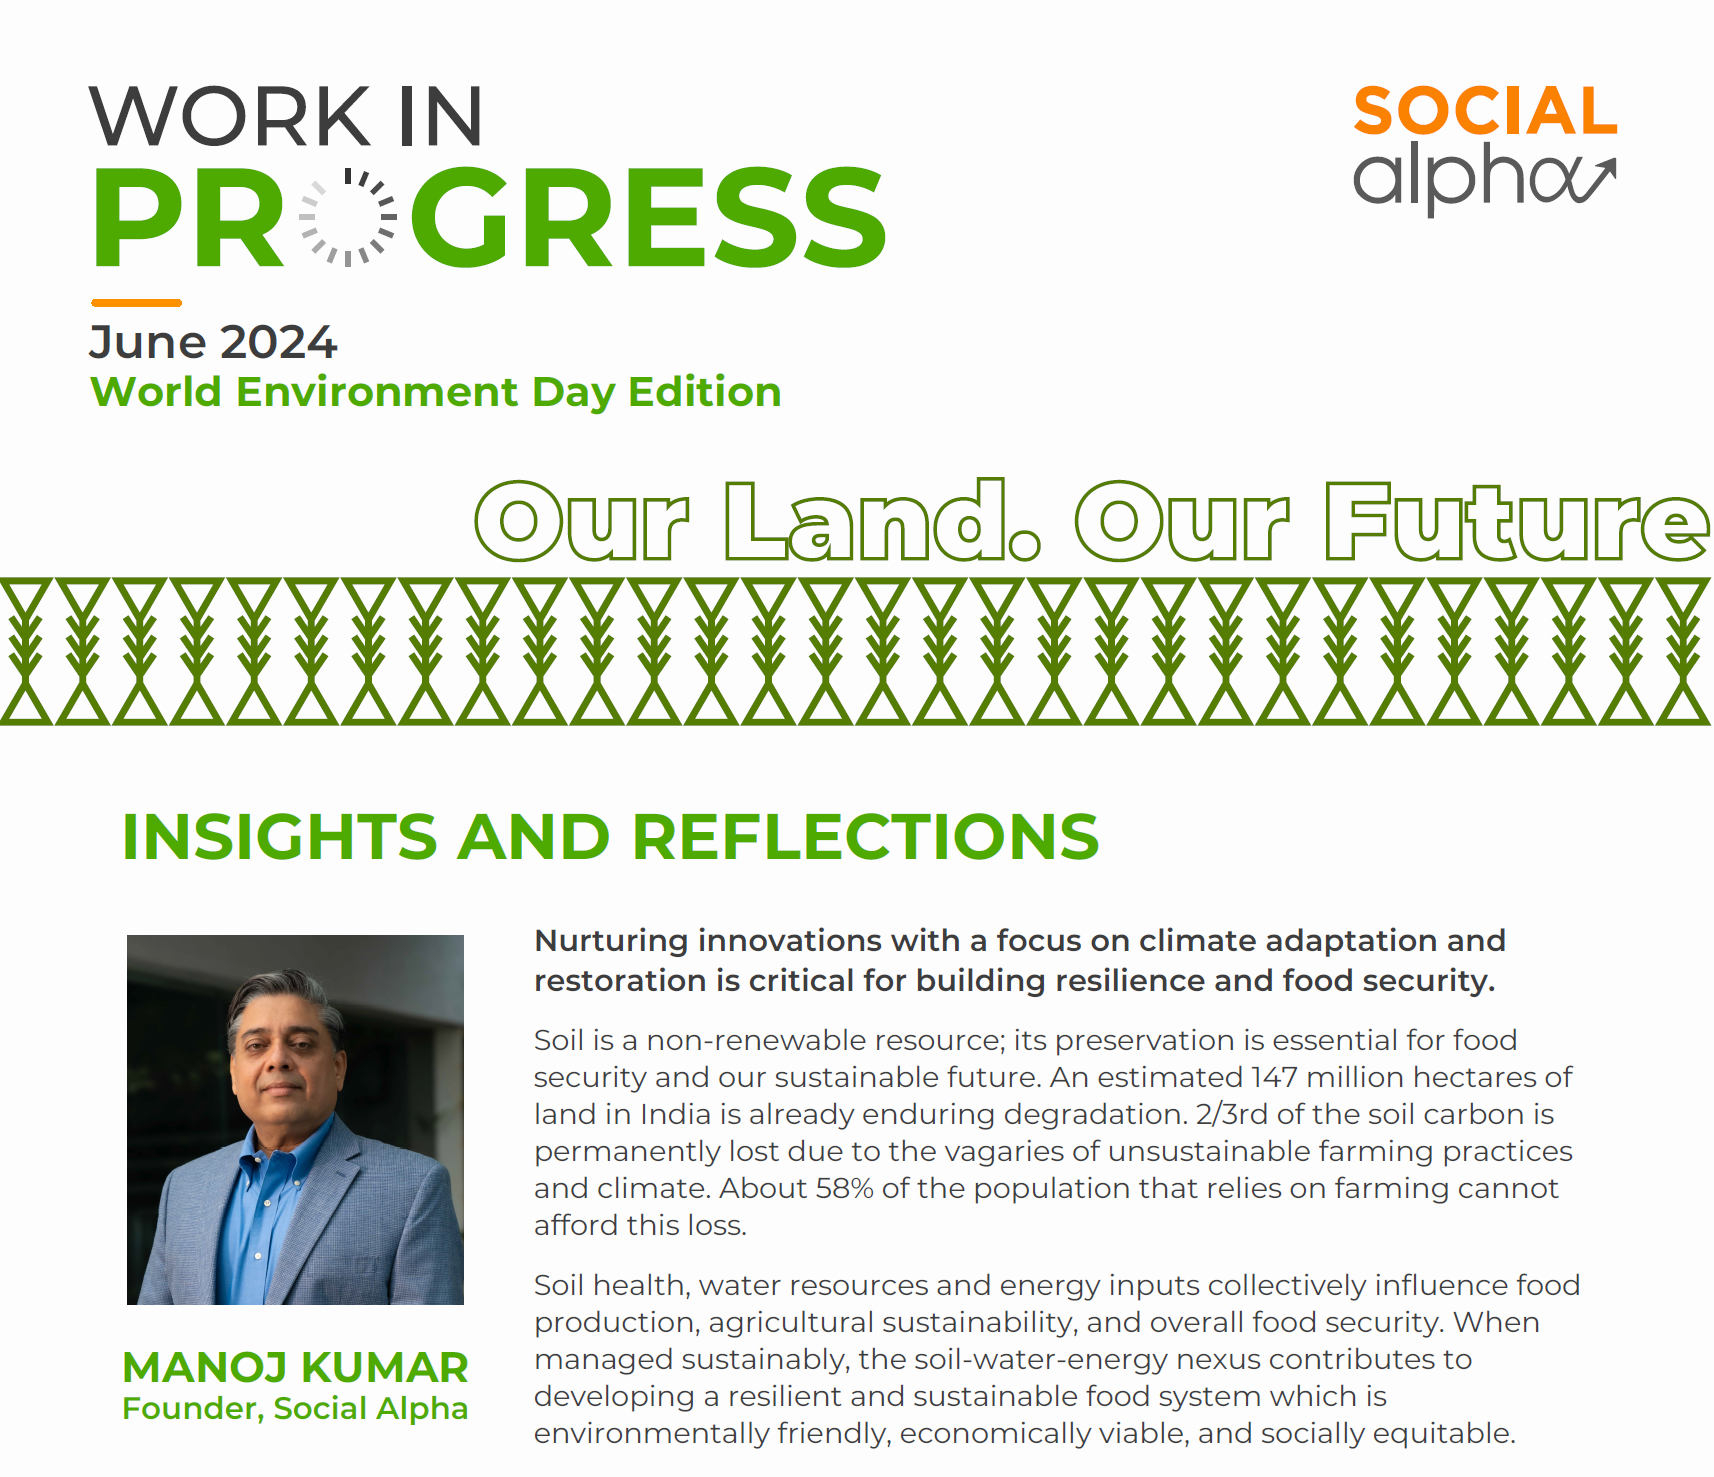 WORK IN
PROGRESS
SOCIAL
alpha
June 2024
World Environment Day Edition
Our Land. Our Future
INSIGHTS AND REFLECTIONS
MANOJ KUMAR
Founder, Social Alpha
Nurturing innovations with a focus on climate adaptation and
restoration is critical for building resilience and food security.
Soil is a non-renewable resource; its preservation is essential for food
security and our sustainable future. An estimated 147 million hectares of
land in India is already enduring degradation. 2/3rd of the soil carbon is
permanently lost due to the vagaries of unsustainable farming practices
and climate. About 58% of the population that relies on farming cannot
afford this loss.
Soil health, water resources and energy inputs collectively influence food
production, agricultural sustainability, and overall food security. When
managed sustainably, the soil-water-energy nexus contributes to
developing a resilient and sustainable food system which is
environmentally friendly, economically viable, and socially equitable.